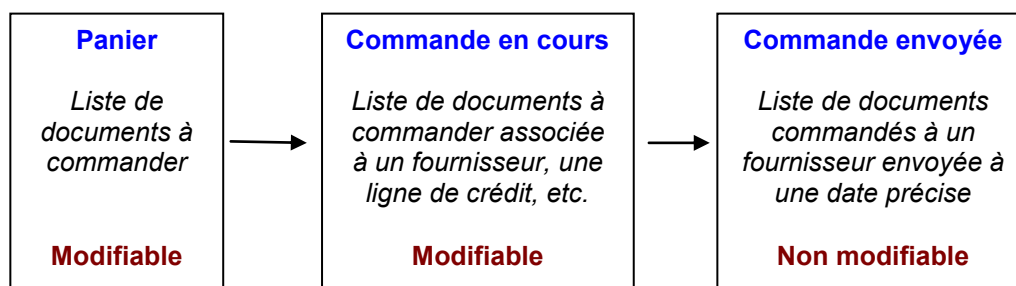 Panier
Liste de
documents à
commander
Modifiable
Commande en cours
Liste de documents à
commander associée
à un fournisseur, une
ligne de crédit, etc.
Modifiable
Commande envoyée
Liste de documents
commandés à un
fournisseur envoyée à
une date précise
Non modifiable